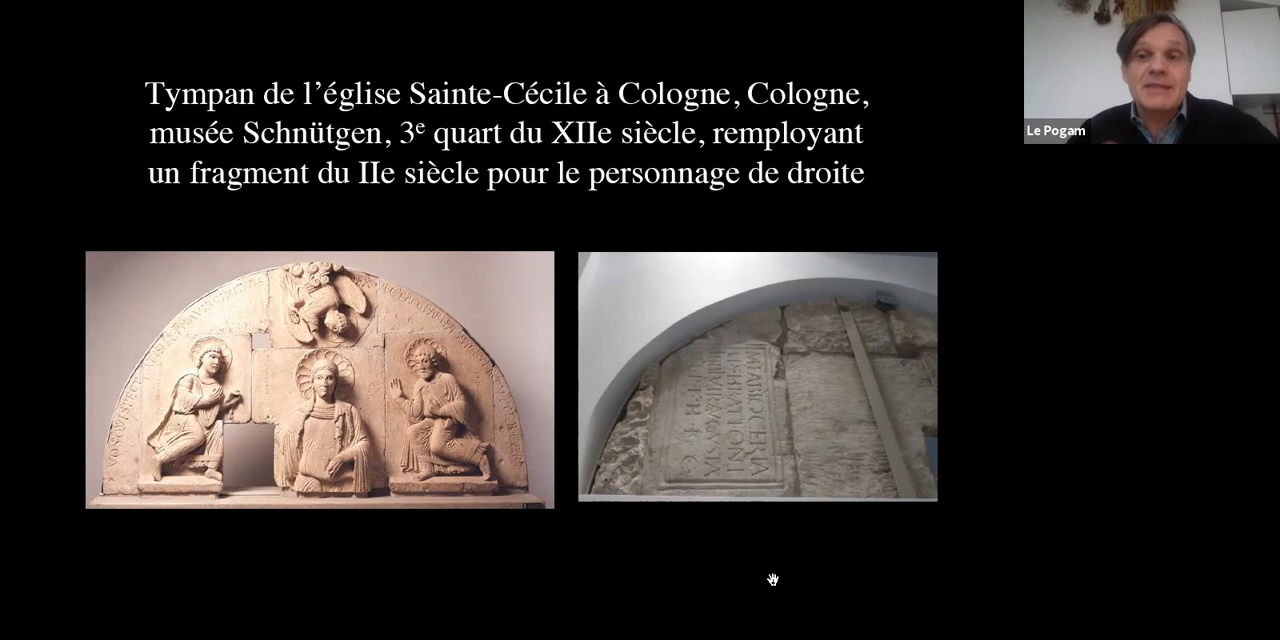 Tympan de l’église Sainte-Cécile à Cologne, Cologne,
musée Schnütgen, 3e quart du XIIe siècle, remployant
un fragment du IIe siècle pour le personnage de droite
Le Pogam